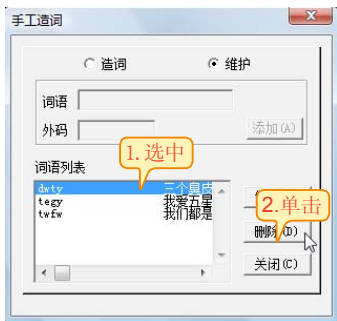 手工造词
造词 维护
词语
外码 添加(A)
1.选中
词语列表
dwty 三个臭皮
tegy 我爱五星
twfw 我们都是
2.单击
删除(D)
关闭(C)